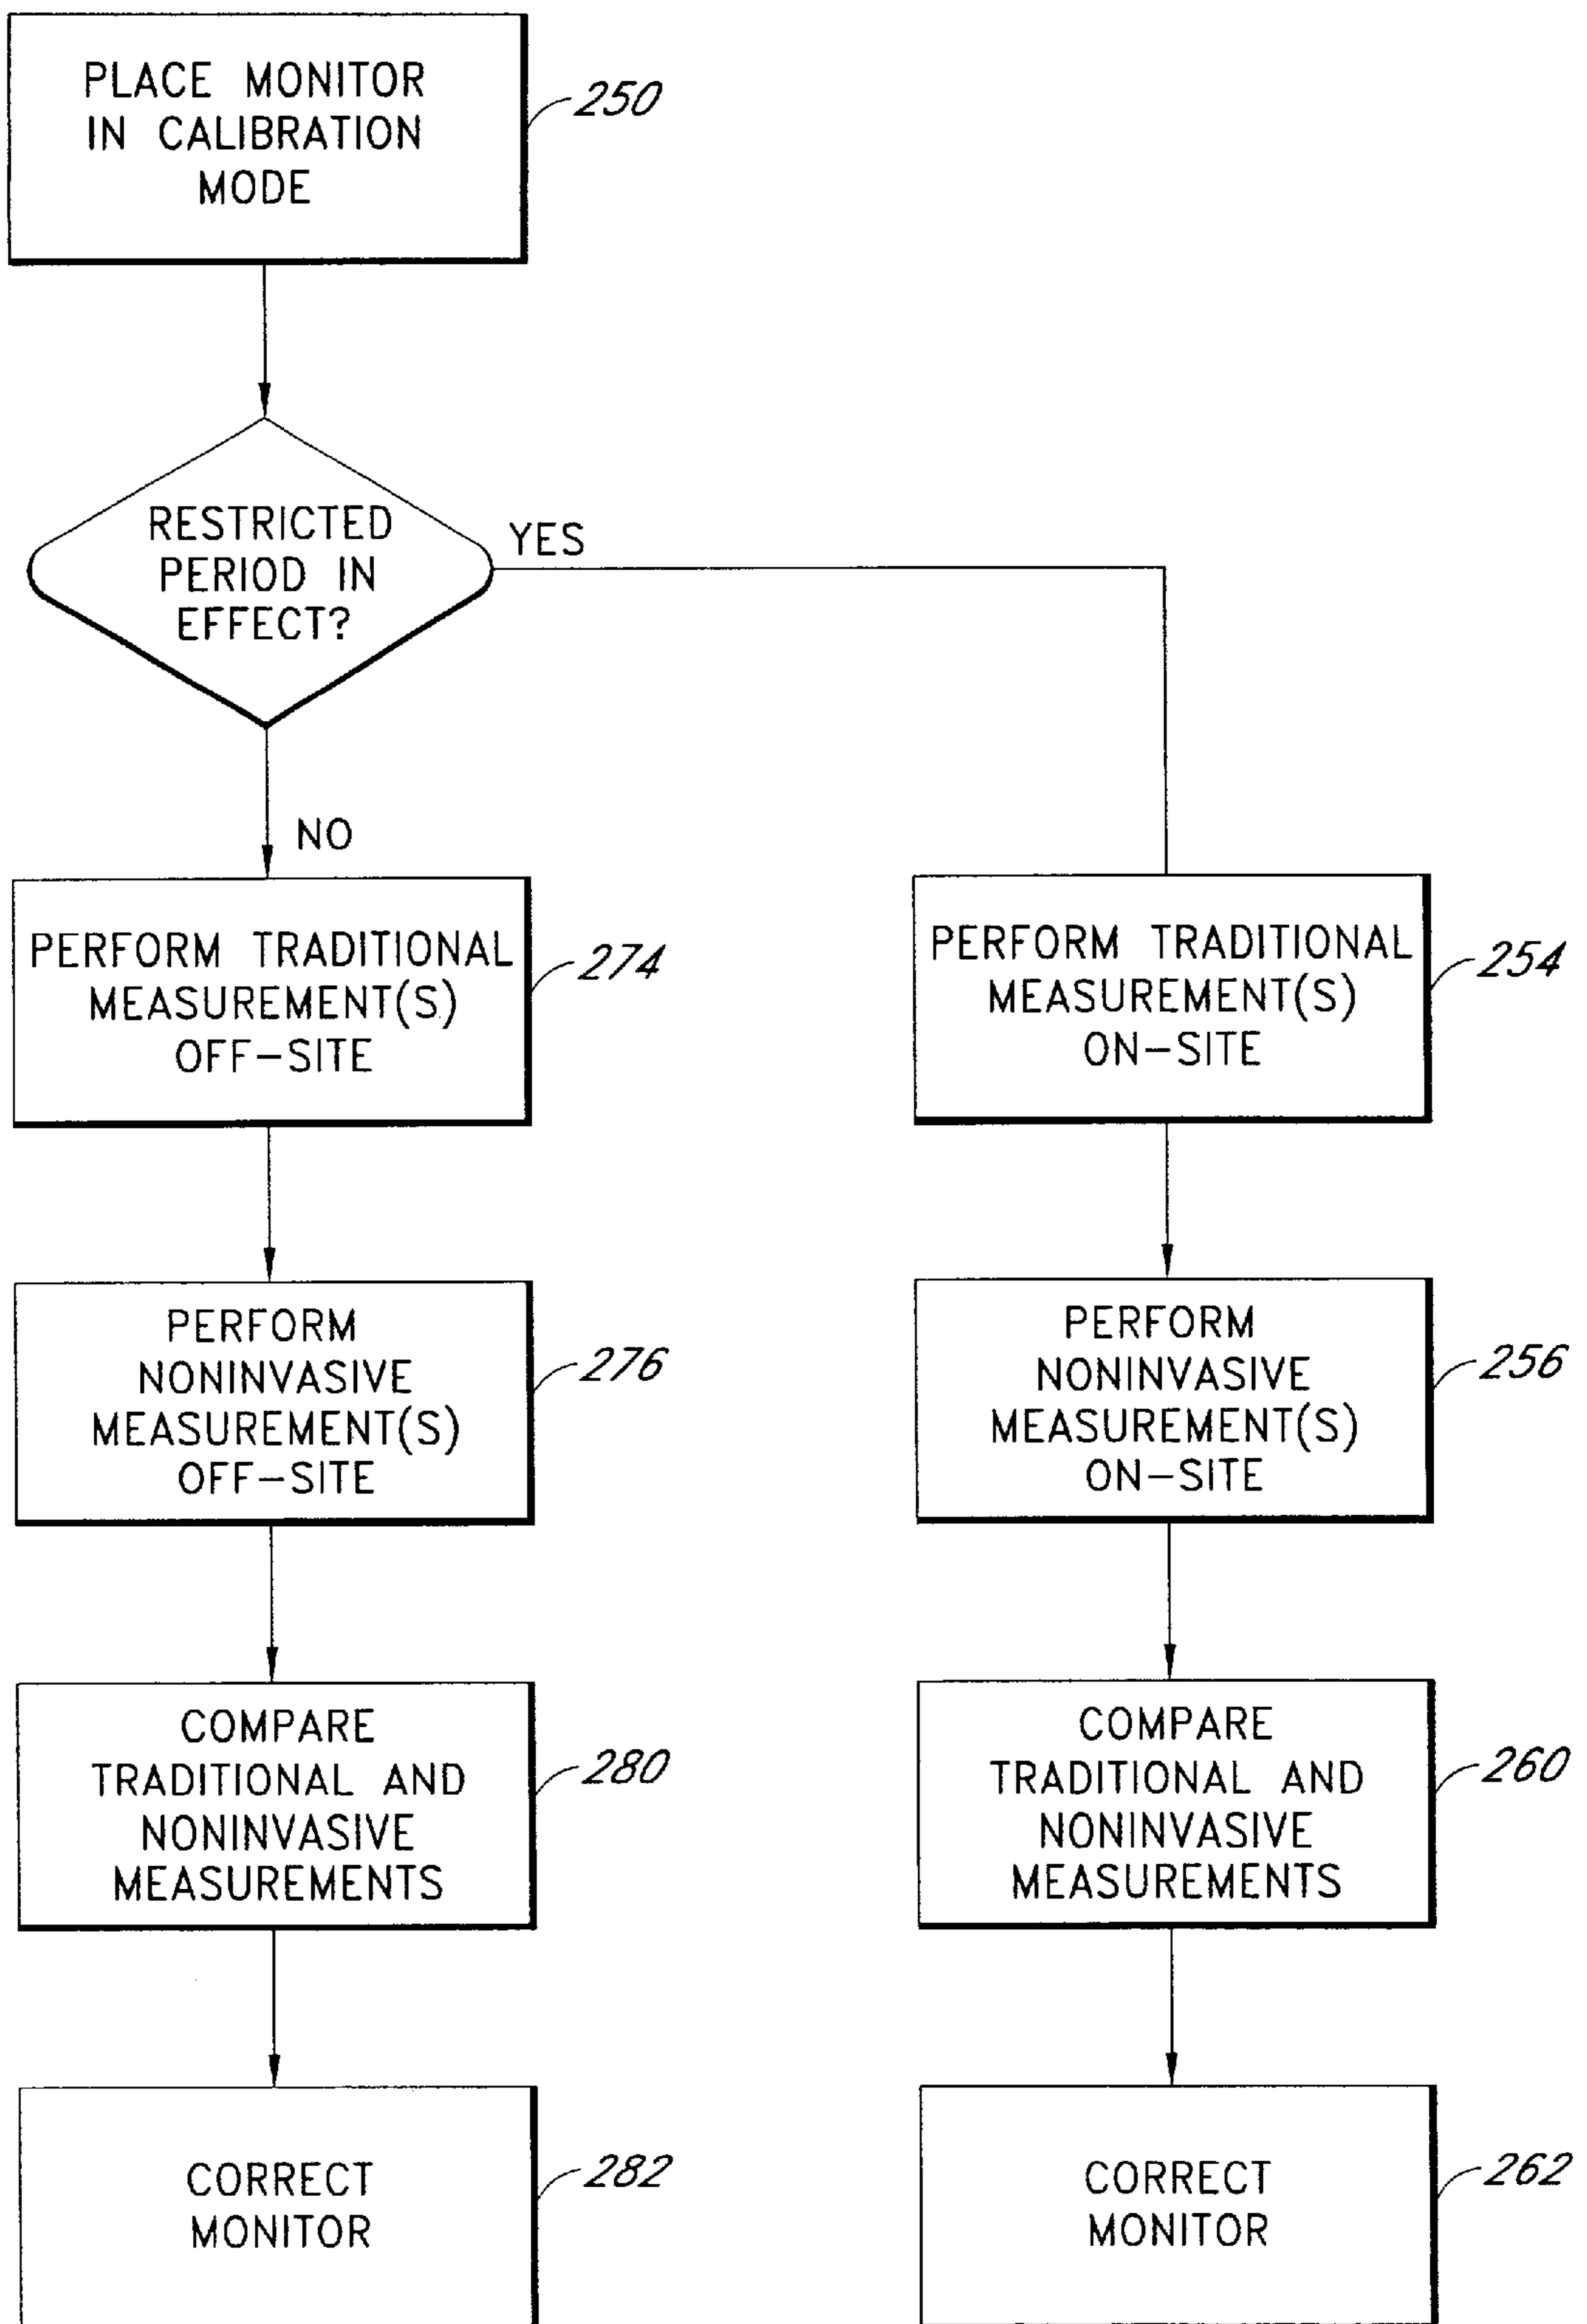 PLACE MONITOR
IN CALIBRATION
MODE
250
RESTRICTED
PERIOD IN
EFFECT?
YES
NO
PERFORM TRADITIONAL
MEASUREMENT(S)
OFF-SITE
274
PERFORM TRADITIONAL
MEASUREMENT(S)
ON-SITE
254
PERFORM
NONINVASIVE
MEASUREMENT(S)
OFF-SITE
276
PERFORM
NONINVASIVE
MEASUREMENT(S)
ON-SITE
256
COMPARE
TRADITIONAL AND
NONINVASIVE
MEASUREMENTS
280
COMPARE
TRADITIONAL AND
NONINVASIVE
MEASUREMENTS
260
CORRECT
MONITOR
282
CORRECT
MONITOR
262